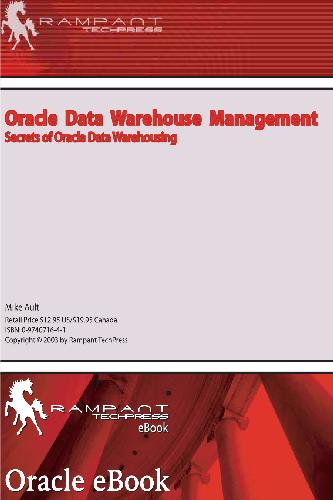 RAMPANT
TECHPRESS
Oracle Data Warehouse Management
Secrets of Oracle Data Warehousing
Mike Ault
Retail Price $12.95 US/$19.95 Canada
ISBN: 0-9740716-4-1
Copyright © 2003 by Rampant TechPress
RAMPANT
TECHPRESS
eBook
Oracle eBook